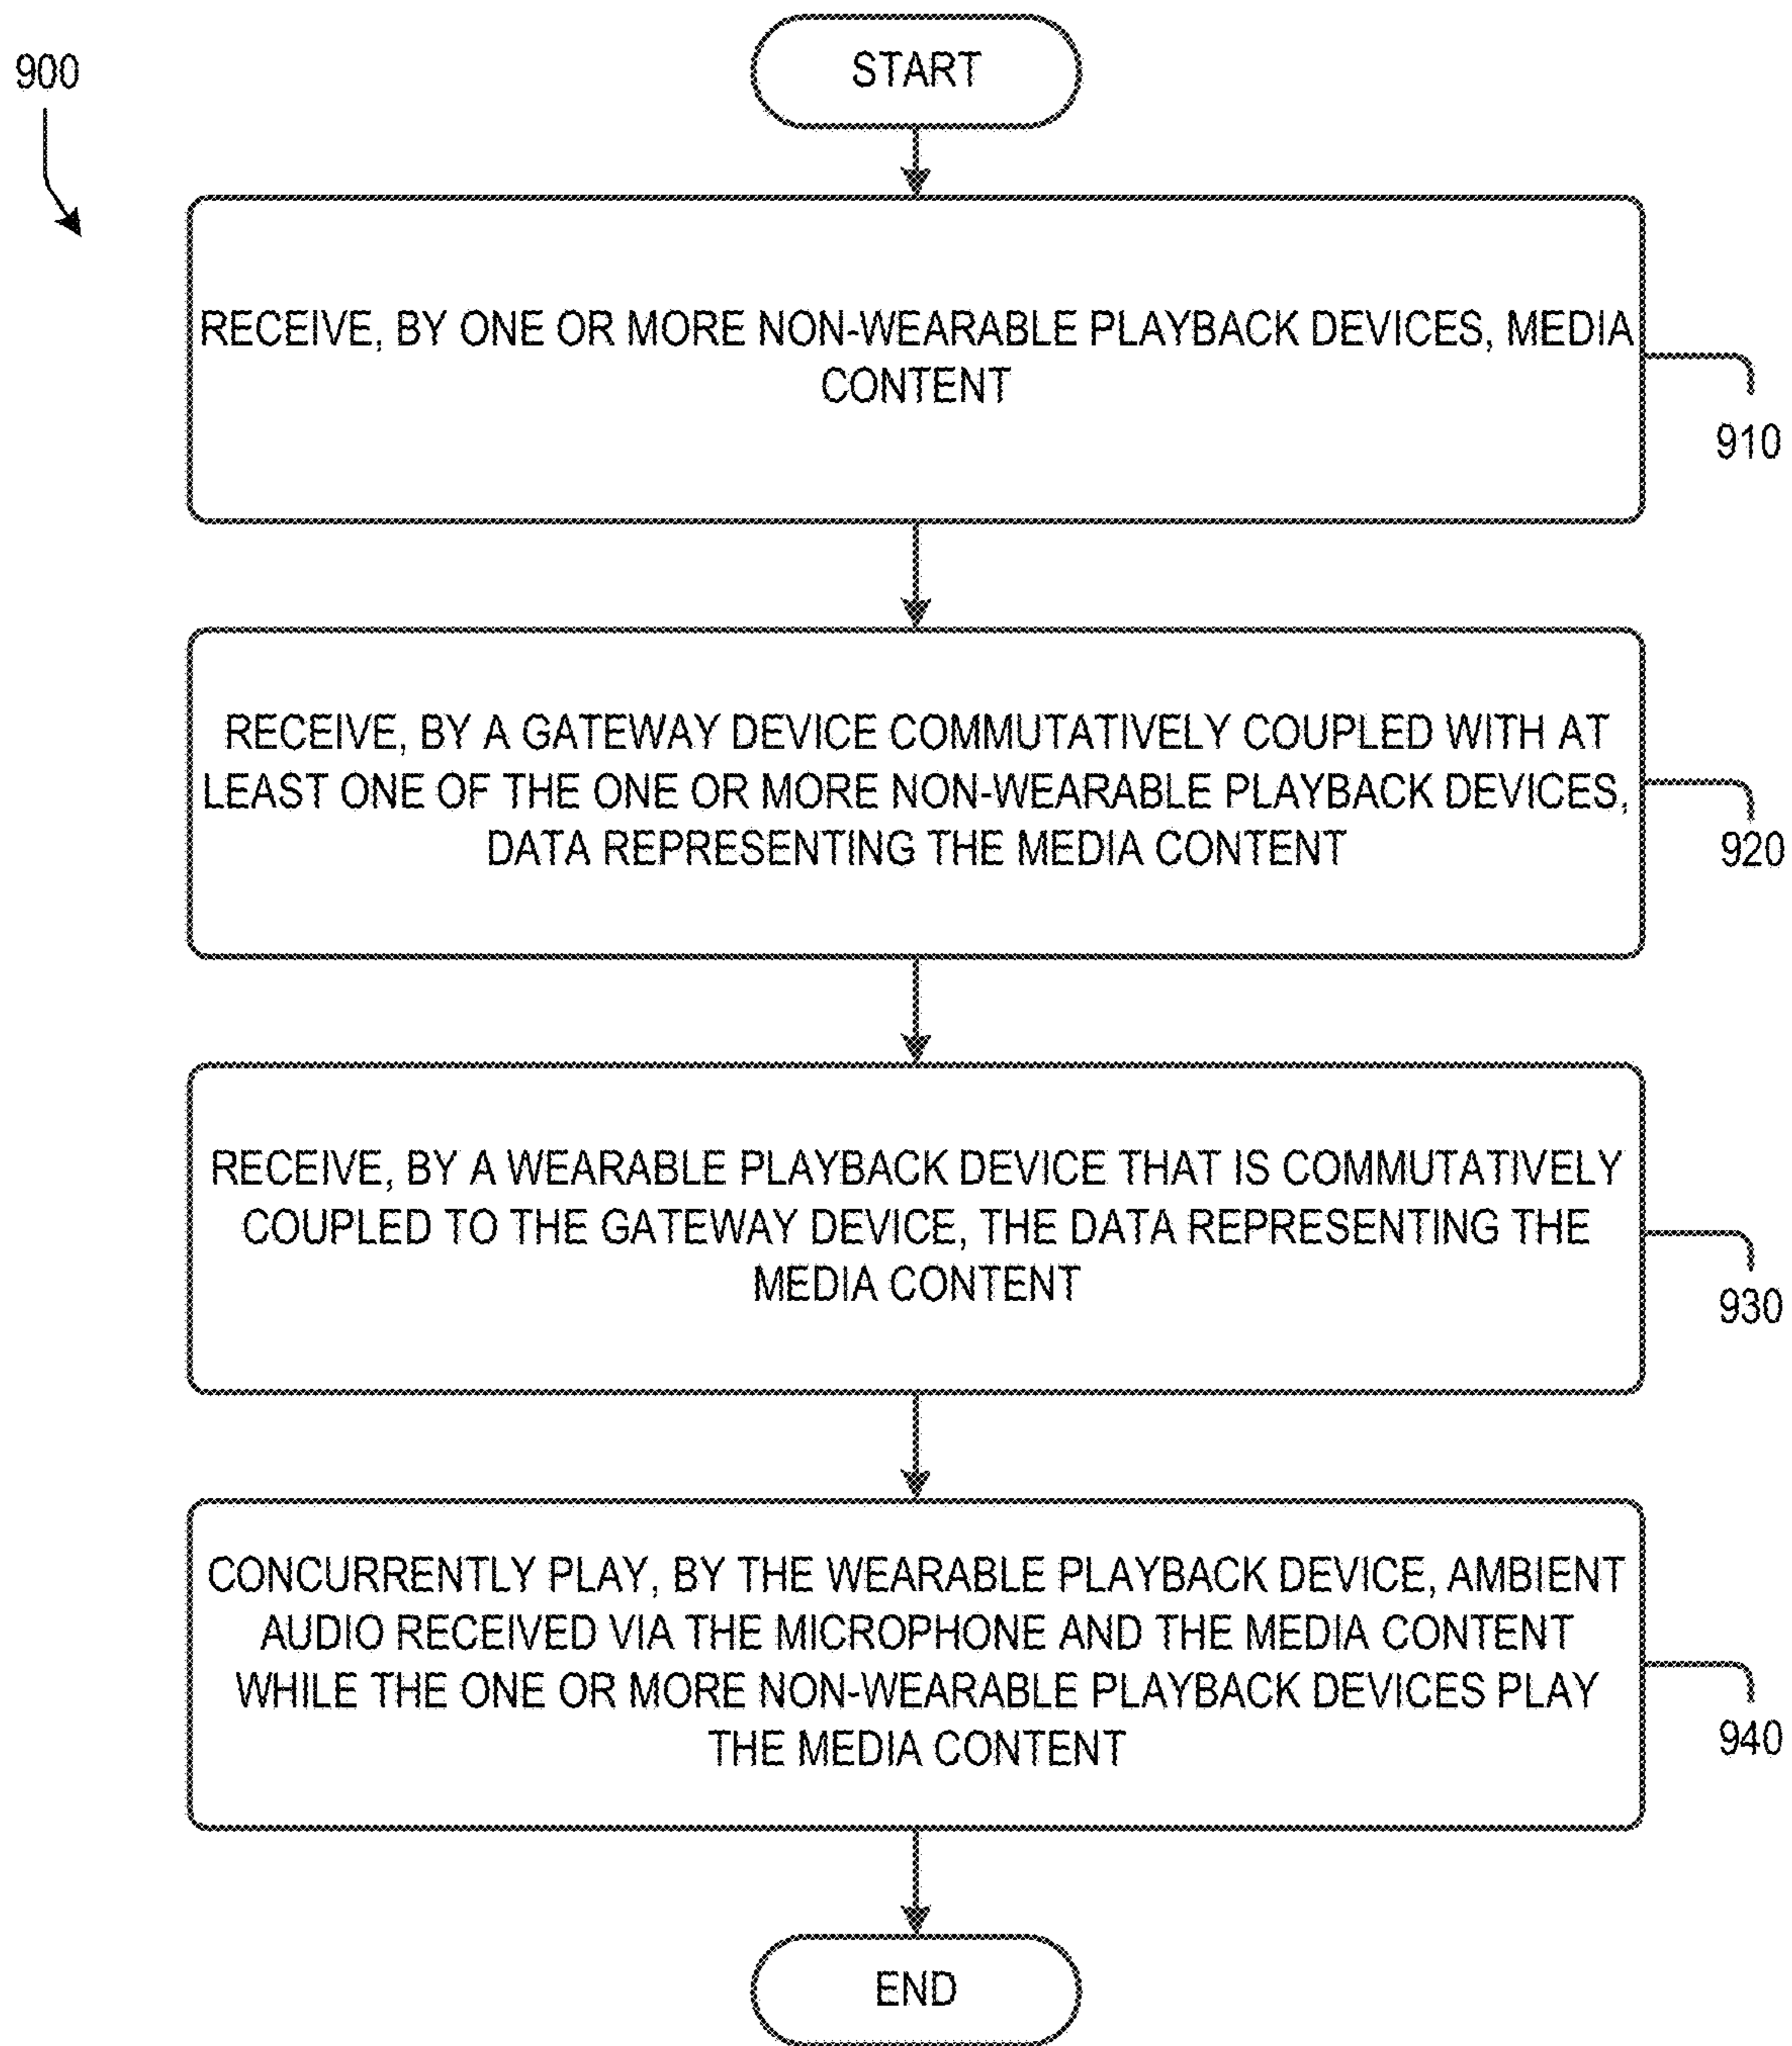 900
START
RECEIVE, BY ONE OR MORE NON-WEARABLE PLAYBACK DEVICES, MEDIA
CONTENT
910
RECEIVE, BY A GATEWAY DEVICE COMMUTATIVELY COUPLED WITH AT
LEAST ONE OF THE ONE OR MORE NON-WEARABLE PLAYBACK DEVICES,
DATA REPRESENTING THE MEDIA CONTENT
920
RECEIVE, BY A WEARABLE PLAYBACK DEVICE THAT IS COMMUTATIVELY
COUPLED TO THE GATEWAY DEVICE, THE DATA REPRESENTING THE
MEDIA CONTENT
930
CONCURRENTLY PLAY, BY THE WEARABLE PLAYBACK DEVICE, AMBIENT
AUDIO RECEIVED VIA THE MICROPHONE AND THE MEDIA CONTENT
WHILE THE ONE OR MORE NON-WEARABLE PLAYBACK DEVICES PLAY
THE MEDIA CONTENT
940
END